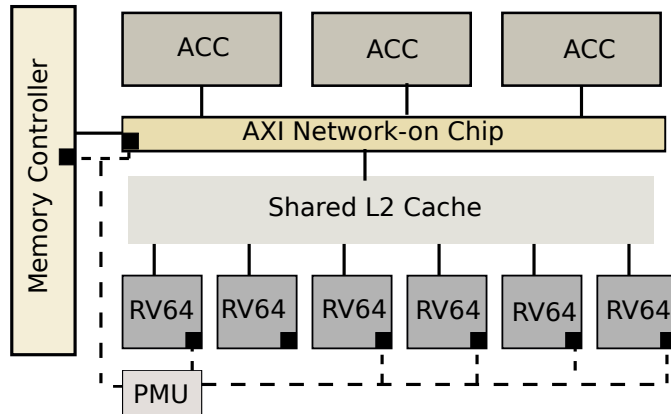 ACC ACC ACC
Memory Controller
AXI Network-on Chip
Shared L2 Cache
RV64 RV64 RV64 RV64 RV64 RV64
PMU